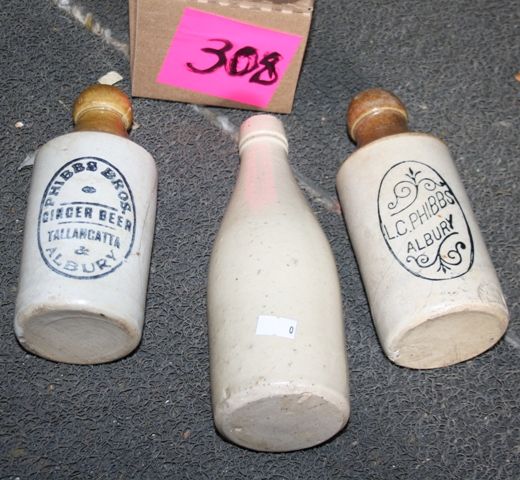 308
PHIBBS BROS.
GINGER BEER
TALLANGATTA
&
ALBURY
L.C. PHIBBS
ALBURY
0